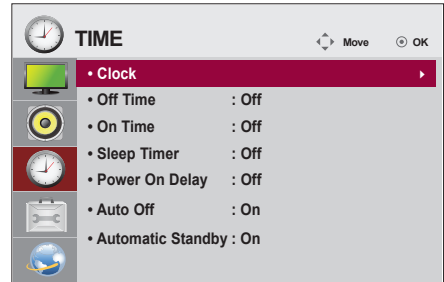 TIME
Move
OK
• Clock
• Off Time : Off
• On Time : Off
• Sleep Timer : Off
• Power On Delay : Off
• Auto Off : On
• Automatic Standby : On